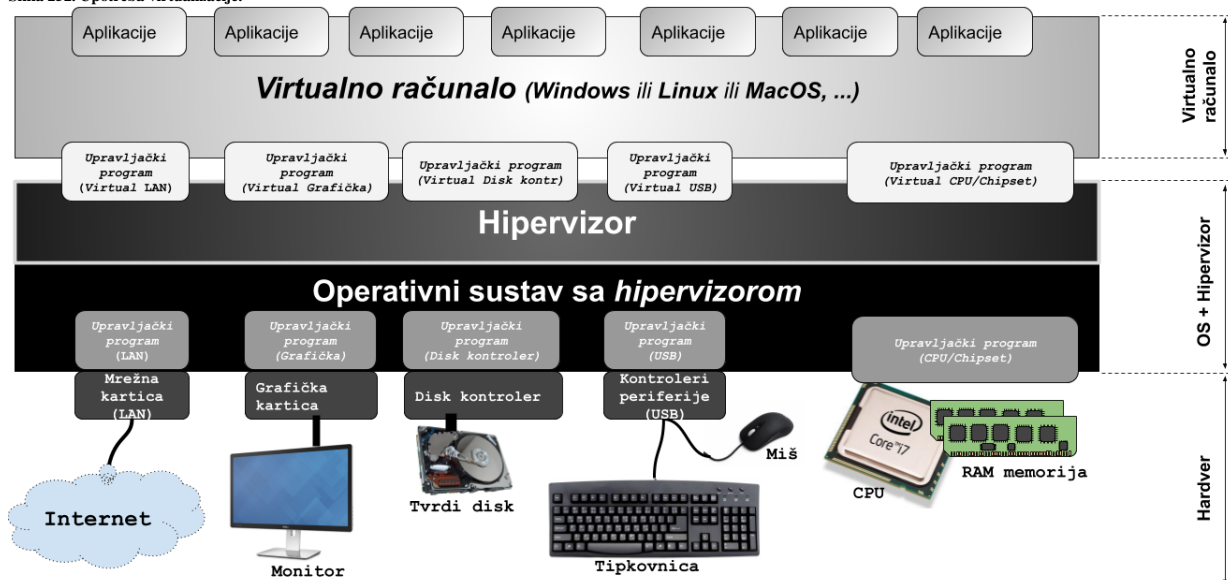 Aplikacije Aplikacije Aplikacije Aplikacije Aplikacije Aplikacije Aplikacije
Virtualno računalo (Windows ili Linux ili MacOS, ...)
Virtualno
računalo
Upravljački
program
(Virtual LAN)
Upravljački
program
(Virtual Grafička)
Upravljački program
(Virtual Disk kontr)
Upravljački
program
(Virtual USB)
Upravljački program
(Virtual CPU/Chipset)
Hipervizor
Operativni sustav sa hipervizorom
OS + Hipervizor
Upravljački
program
(LAN)
Upravljački
program
(Grafička)
Upravljački
program
(Disk kontroler)
Upravljački
program
(USB)
Upravljački program
(CPU/Chipset)
Mrežna
kartica
(LAN)
Grafička
kartica
Disk kontroler
Kontroleri
periferije
(USB)
Hardver
Internet
Monitor
Tvrdi disk
Tipkovnica
Miš
intel
Core i7
CPU
RAM memorija